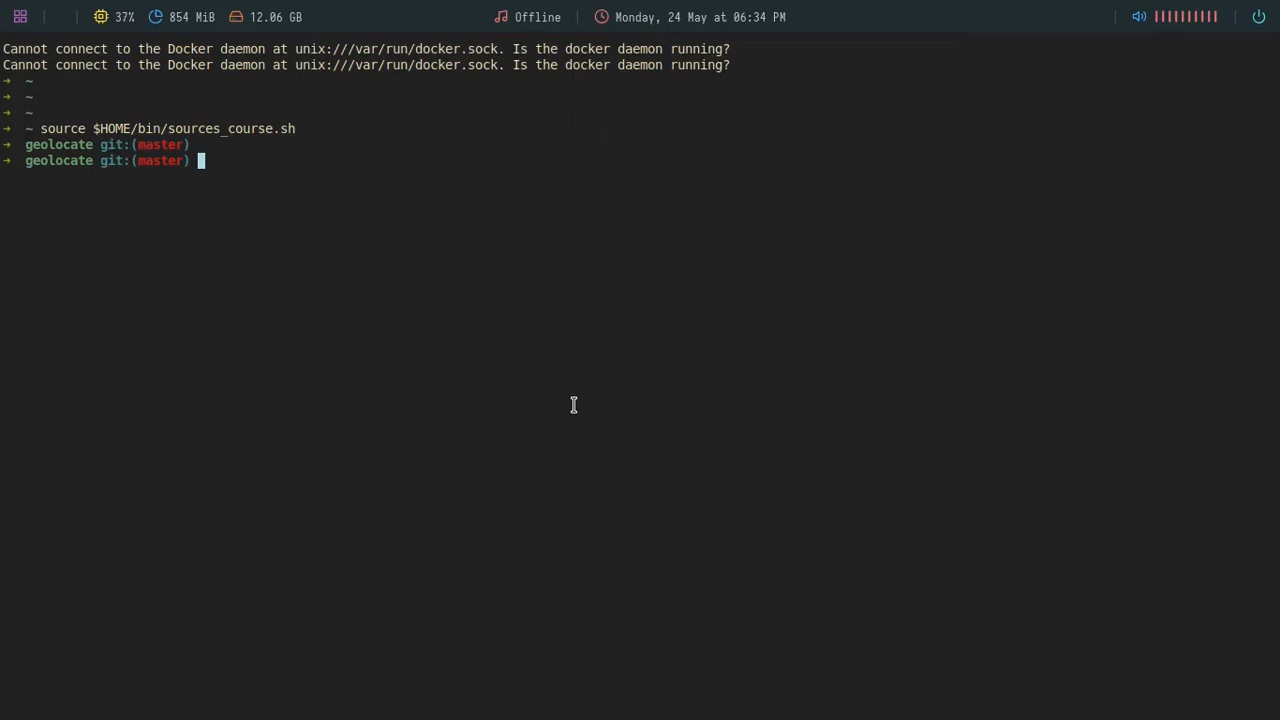 37% 854 MiB 12.06 GB Offline Monday, 24 May at 06:34 PM
Cannot connect to the Docker daemon at unix:///var/run/docker.sock. Is the docker daemon running?
Cannot connect to the Docker daemon at unix:///var/run/docker.sock. Is the docker daemon running?
→ ~
→ ~
→ ~
→ ~ source $HOME/bin/sources_course.sh
→ geolocate git:(master)
→ geolocate git:(master)